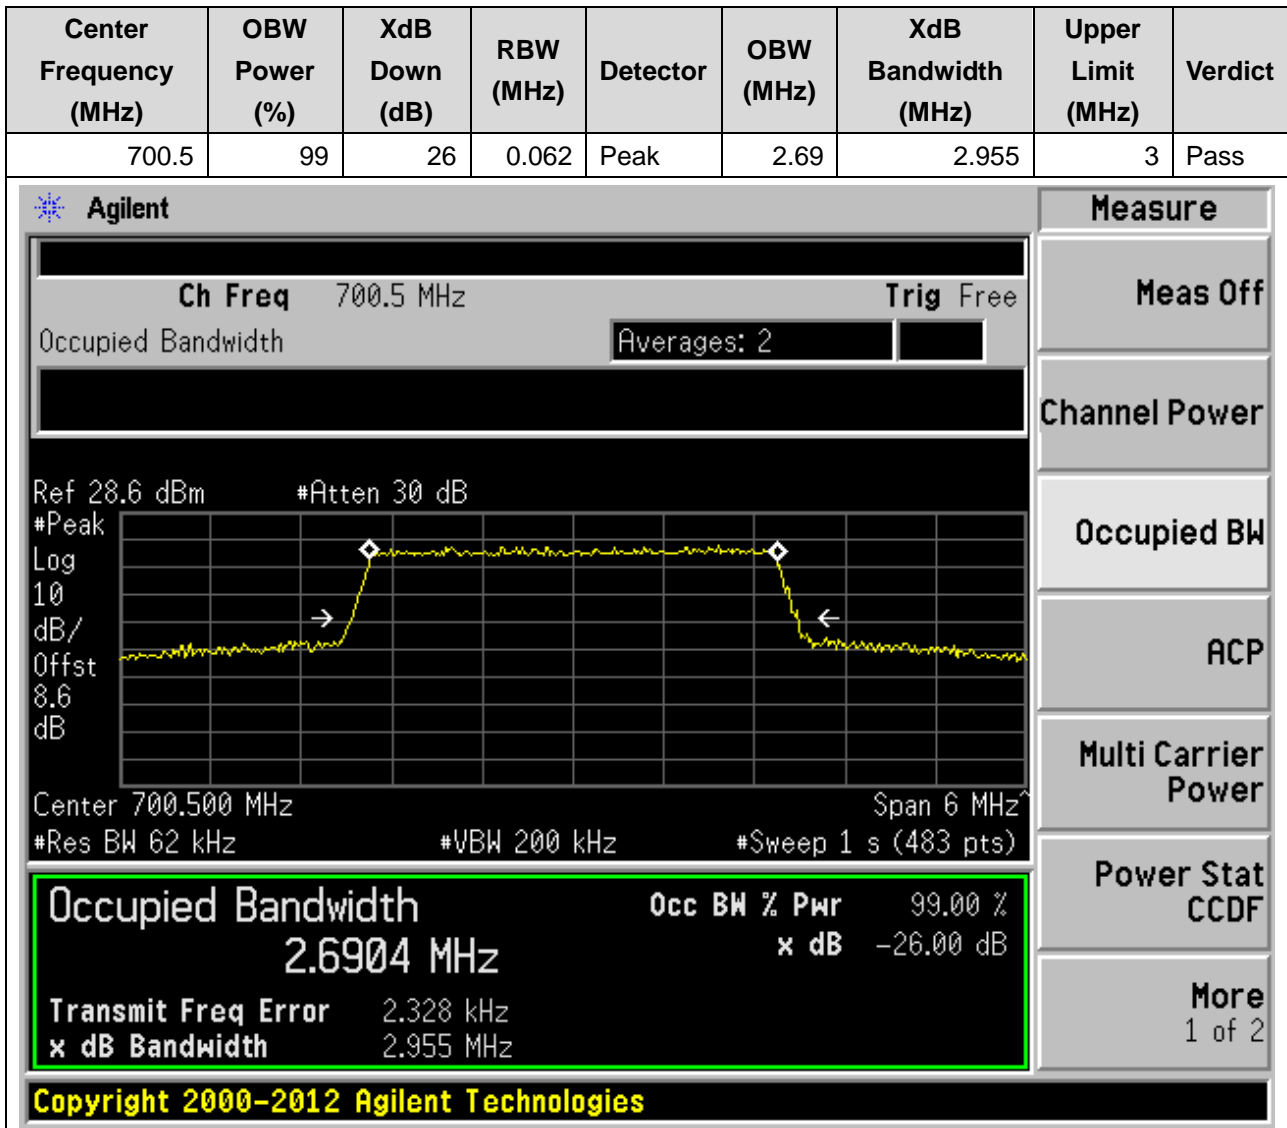 Center Frequency (MHz) OBW Power (%) XdB Down (dB) RBW (MHz) Detector OBW (MHz) XdB Bandwidth (MHz) Upper Limit (MHz) Verdict
700.5 99 26 0.062 Peak 2.69 2.955 3 Pass
Agilent Measure
Ch Freq 700.5 MHz Trig Free
Meas Off
Occupied Bandwidth Averages: 2
Channel Power
Ref 28.6 dBm #Atten 30 dB
#Peak
Log
10
dB/
Offst
8.6
dB
Occupied BW
ACP
Multi Carrier
Power
Center 700.500 MHz Span 6 MHz^
#Res BW 62 kHz #VBW 200 kHz #Sweep 1 s (483 pts)
Power Stat
CCDF
Occupied Bandwidth Occ BW % Pwr 99.00 %
2.6904 MHz x dB -26.00 dB
Transmit Freq Error 2.328 kHz
x dB Bandwidth 2.955 MHz
More
1 of 2
Copyright 2000-2012 Agilent Technologies